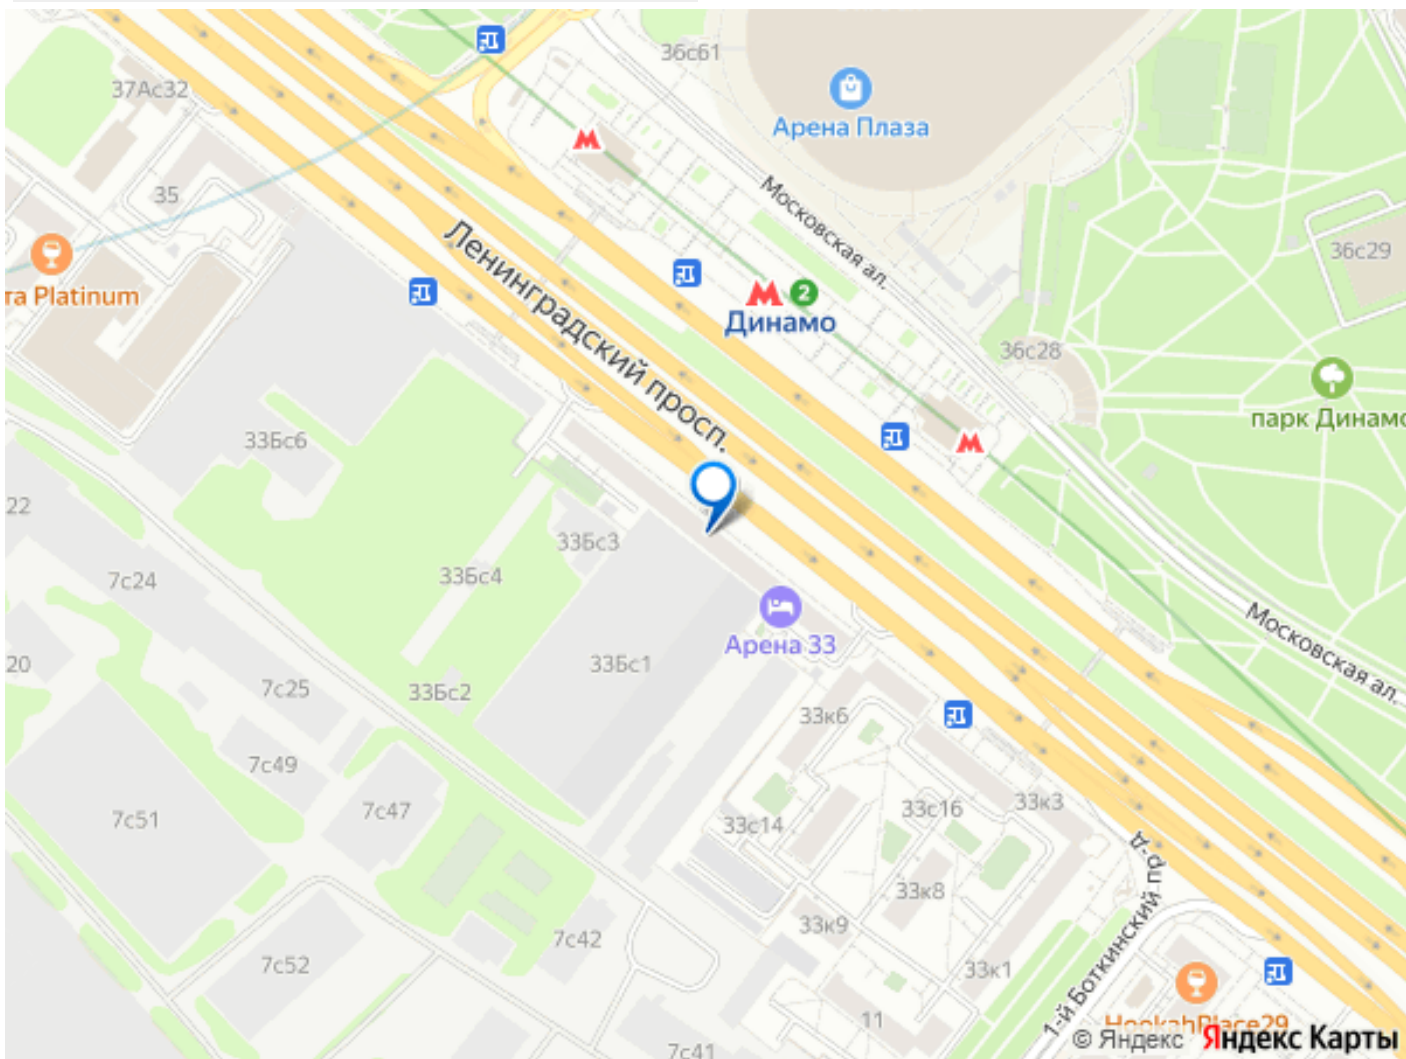 36с61
37Ас32
Арена Плаза
35
Московская ал.
Ленинградский просп.
36с29
та Platinum
2
Динамо
36с28
парк Динамо
33Бс6
22
33Бс3
7с24
33Бс4
Арена 33
Московская ал.
20
33Бс1
7с25
33Бс2
33к6
7с49
7с47
33с16
33к3
7с51
33с14
1-й Боткинский пр-д
33к8
33к9
7с42
7с52
33к1
11
HookahPlace29
7с41
© Яндекс Яндекс Карты